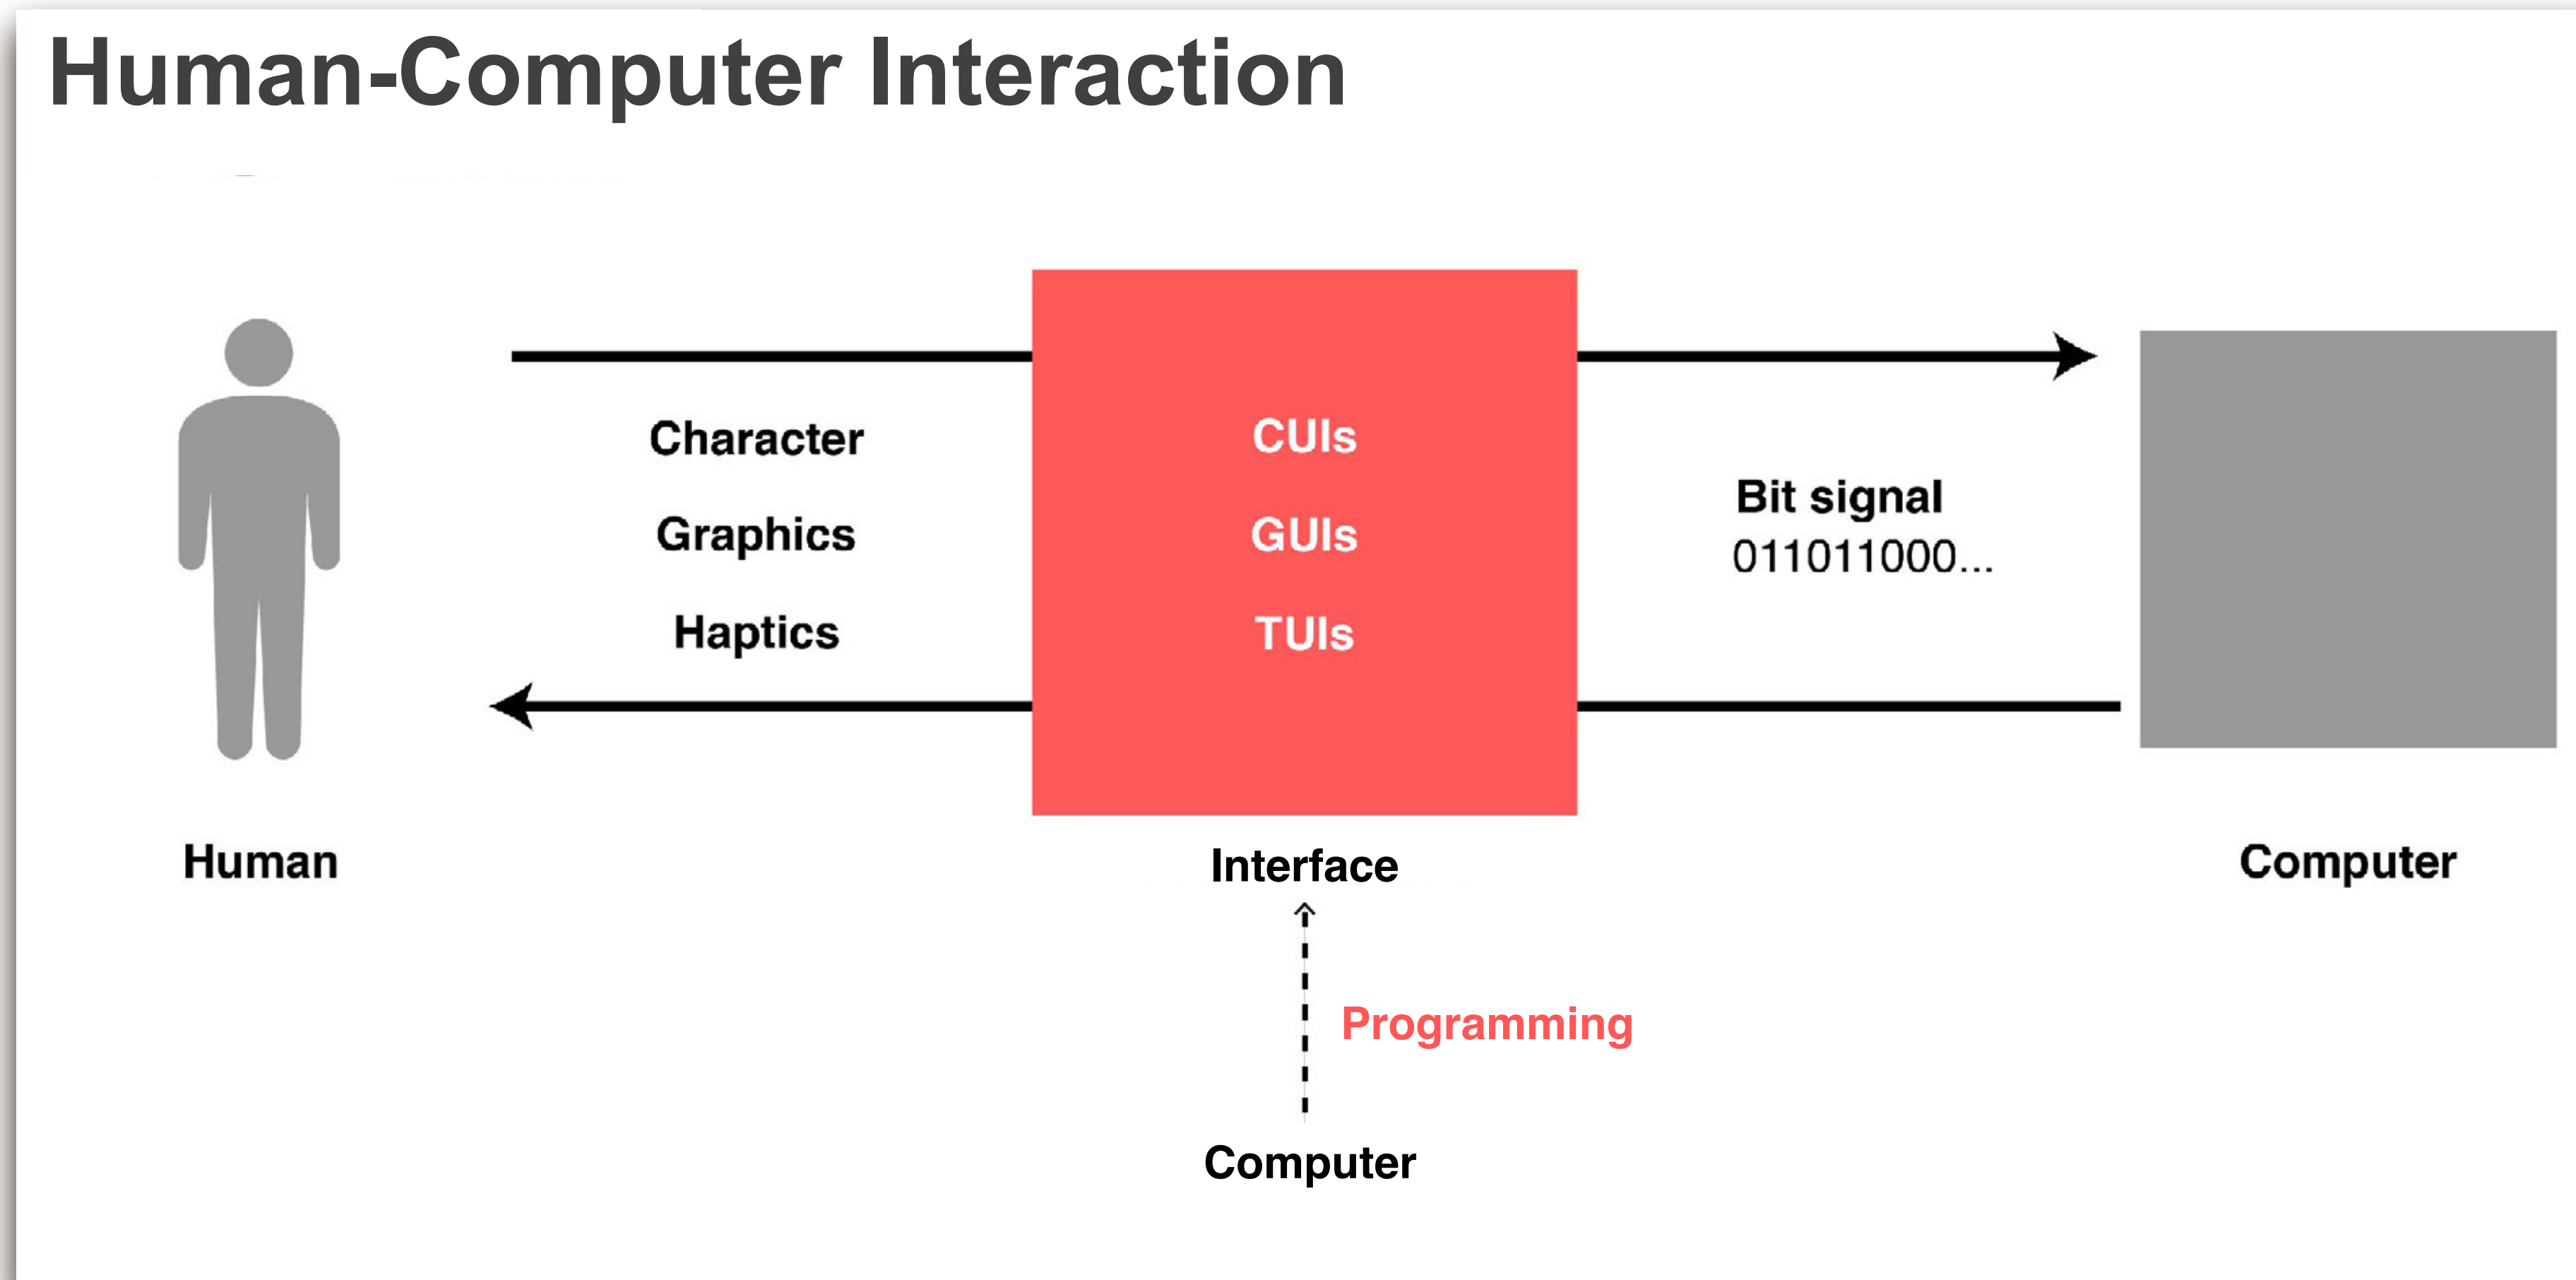 Human-Computer Interaction
Character
Graphics
Haptics
CUIs
GUIs
TUIs
Bit signal
011011000...
Human
Interface
Computer
Programming
Computer